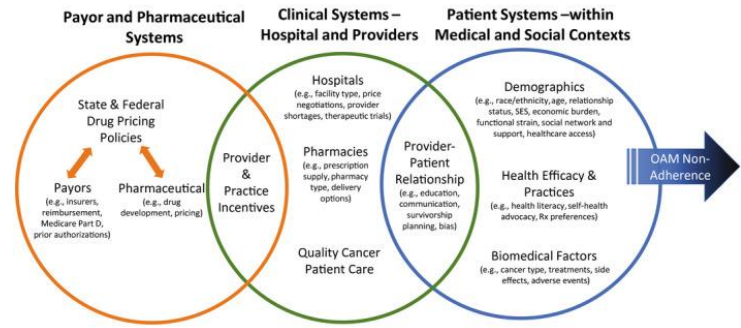 Payor and Pharmaceutical
Systems
Clinical Systems –
Hospital and Providers
Patient Systems –within
Medical and Social Contexts
State & Federal
Drug Pricing
Policies
Payors
(e.g., insurers,
reimbursement,
Medicare Part D,
prior authorizations)
Pharmaceutical
(e.g., drug
development, pricing)
Provider
&
Practice
Incentives
Hospitals
(e.g., facility type, price
negotiations, provider
shortages, therapeutic trials)
Pharmacies
(e.g., prescription
supply, pharmacy
type, delivery
options)
Quality Cancer
Patient Care
Provider-
Patient
Relationship
(e.g., education,
communication,
survivorship
planning, bias)
Demographics
(e.g., race/ethnicity, age, relationship
status, SES, economic burden,
functional strain, social network and
support, healthcare access)
Health Efficacy &
Practices
(e.g., health literacy, self-health
advocacy, Rx preferences)
Biomedical Factors
(e.g., cancer type, treatments, side
effects, adverse events)
OAM Non-
Adherence